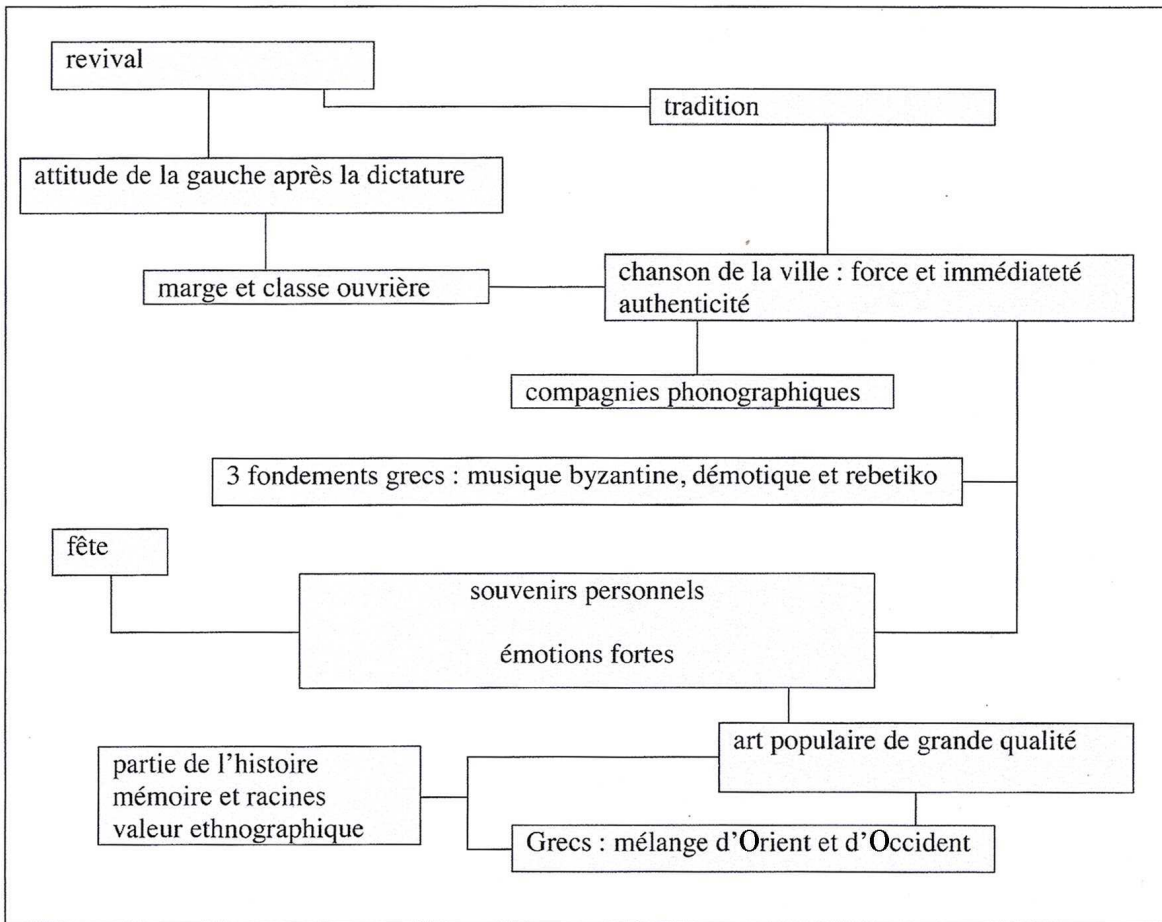 revival
tradition
attitude de la gauche après la dictature
chanson de la ville : force et immédiateté
authenticité
marge et classe ouvrière
compagnies phonographiques
3 fondements grecs : musique byzantine, démotique et rebetiko
fête
souvenirs personnels
émotions fortes
art populaire de grande qualité
partie de l'histoire
mémoire et racines
valeur ethnographique
Grecs : mélange d'Orient et d'Occident